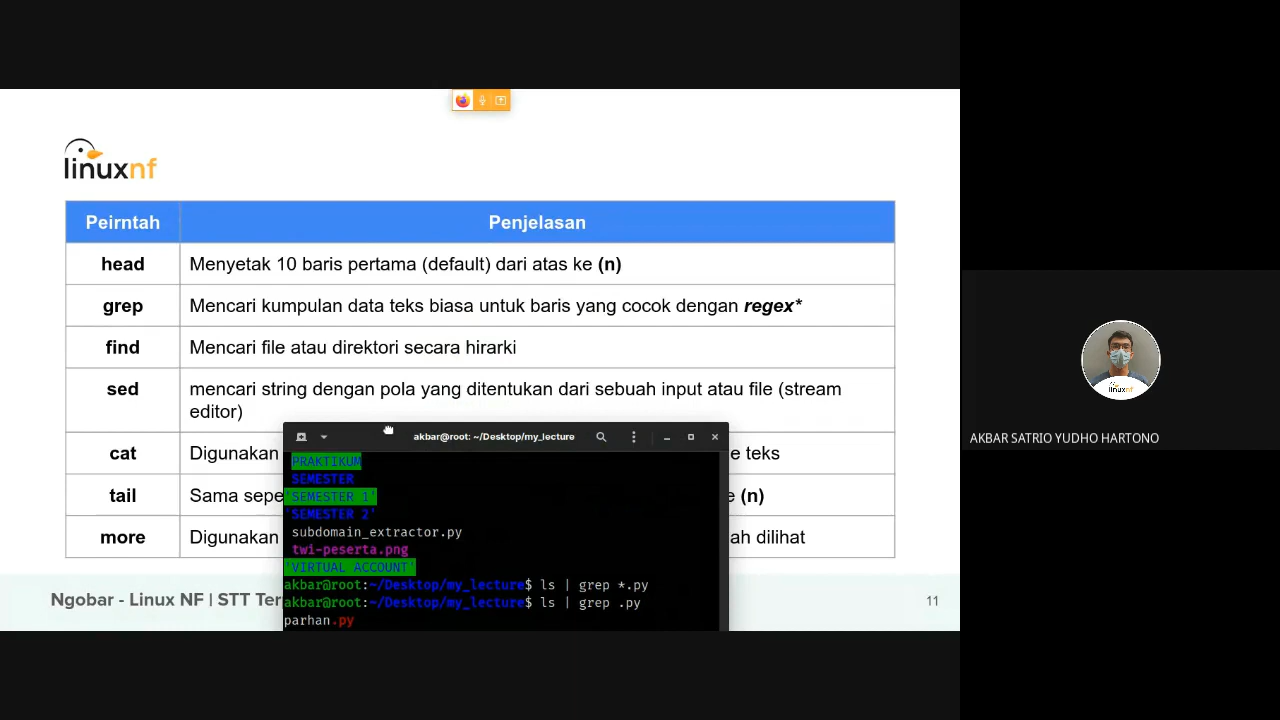 linuxnf
Peirntah Penjelasan
head Menyetak 10 baris pertama (default) dari atas ke (n)
grep Mencari kumpulan data teks biasa untuk baris yang cocok dengan regex*
find Mencari file atau direktori secara hirarki
sed mencari string dengan pola yang ditentukan dari sebuah input atau file (stream
editor)
cat Digunakan
e teks
tail Sama sepe
e (n)
more Digunakan
ah dilihat
akbar@root: ~/Desktop/my_lecture
PRAKTIKUM
SEMESTER
'SEMESTER 1'
'SEMESTER 2'
subdomain_extractor.py
twi-peserta.png
'VIRTUAL ACCOUNT'
akbar@root:~/Desktop/my_lecture$ ls | grep *.py
akbar@root:~/Desktop/my_lecture$ ls | grep .py
parhan.py
Ngobar - Linux NF | STT Ter
11
linuxnf
AKBAR SATRIO YUDHO HARTONO